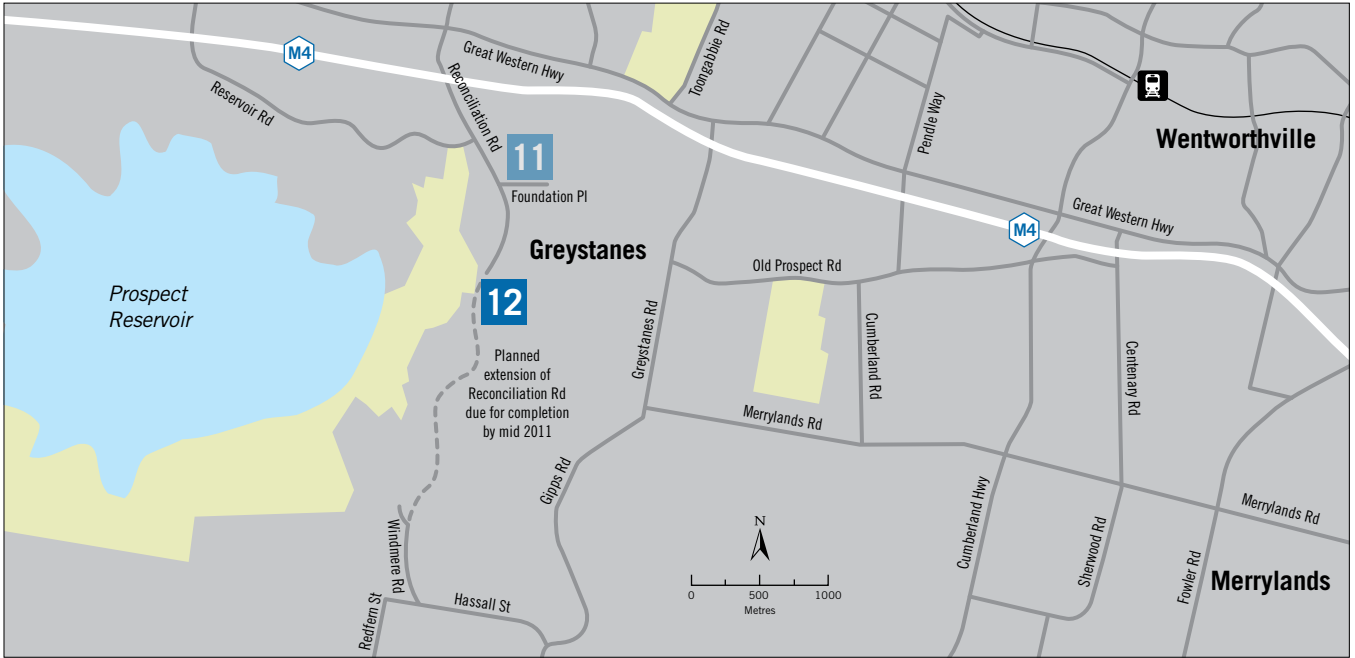 M4
Great Western Hwy
Toongabbie Rd
Reservoir Rd
Reconciliation Rd
Pendle Way
Wentworthville
11
Foundation Pl
Great Western Hwy
M4
Greystanes
Old Prospect Rd
Prospect
Reservoir
12
Planned
extension of
Reconciliation Rd
due for completion
by mid 2011
Greystanes Rd
Cumberland Rd
Centenary Rd
Merrylands Rd
Gipps Rd
Windmere Rd
Cumberland Hwy
Sherwood Rd
Merrylands Rd
Fowler Rd
Merrylands
N
0 500 1000
Metres
Redfern St
Hassall St